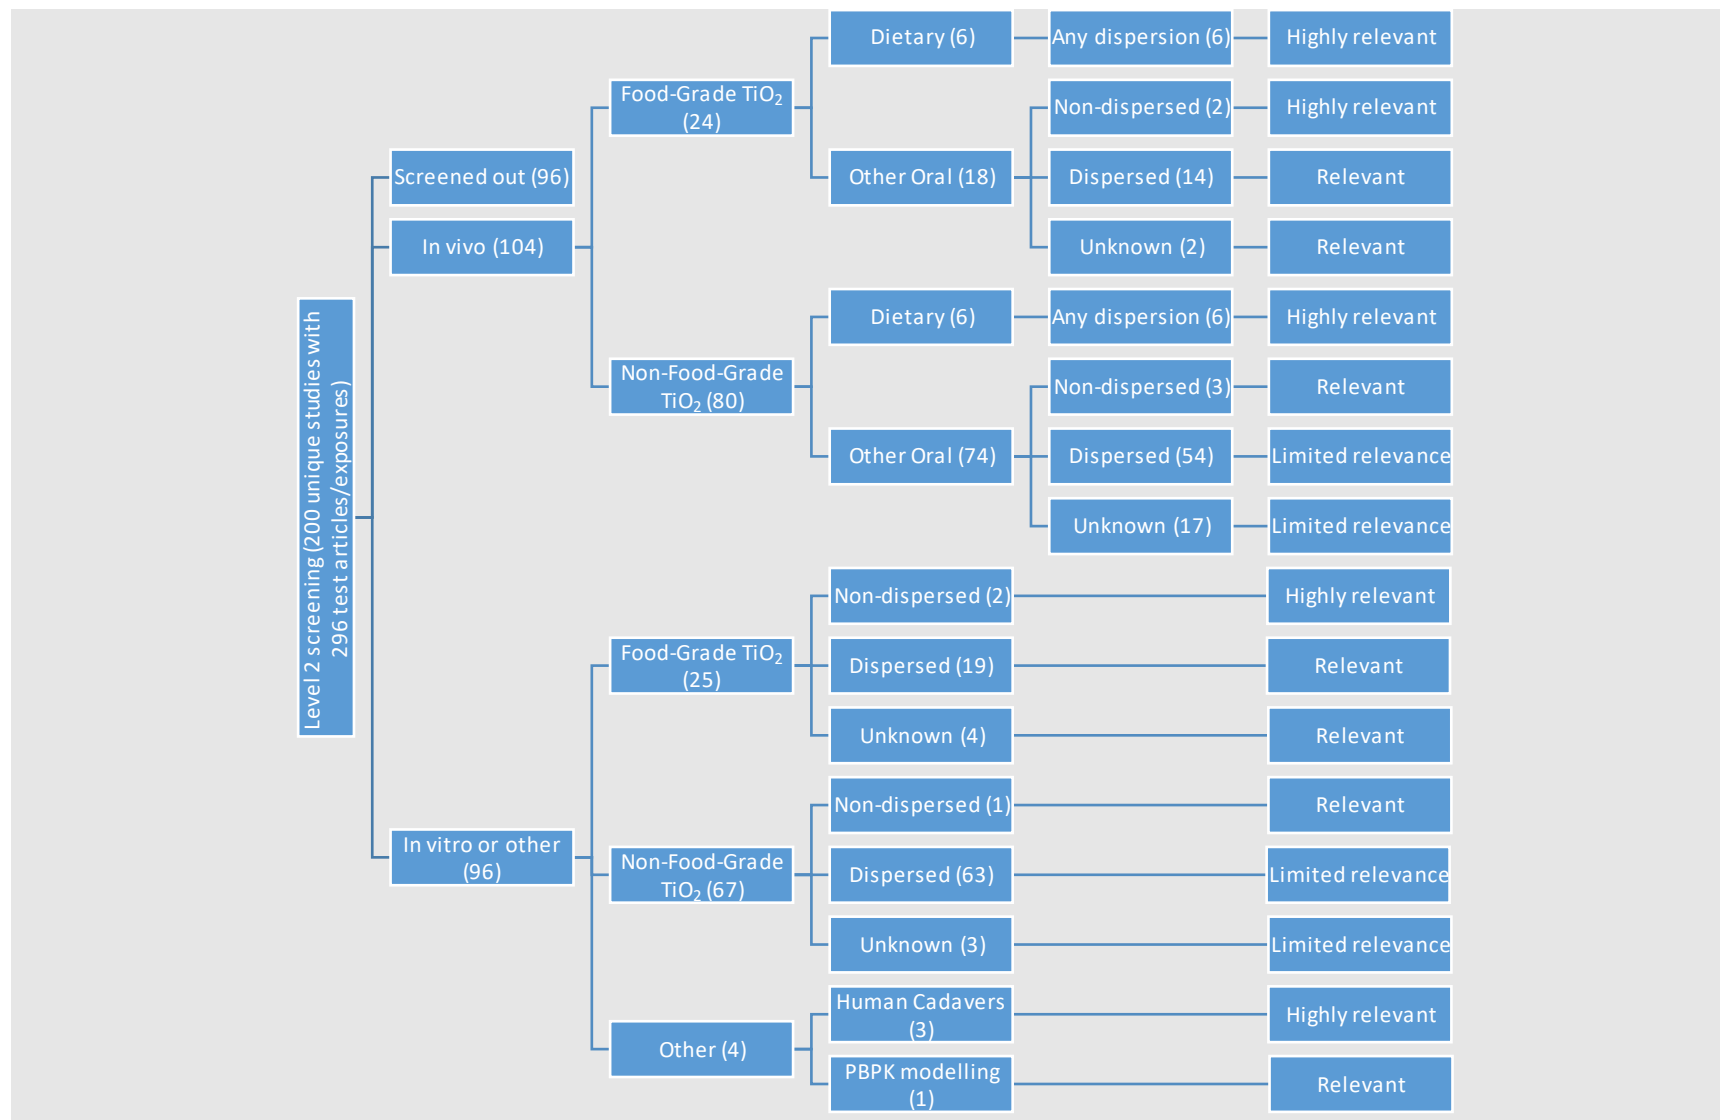 Level 2 screening (200 unique studies with
296 test articles/exposures)
Screened out (96)
In vivo (104)
Food-Grade TiO₂
(24)
Dietary (6)
Any dispersion (6)
Highly relevant
Other Oral (18)
Non-dispersed (2)
Highly relevant
Dispersed (14)
Relevant
Unknown (2)
Relevant
Non-Food-Grade
TiO₂ (80)
Dietary (6)
Any dispersion (6)
Highly relevant
Other Oral (74)
Non-dispersed (3)
Relevant
Dispersed (54)
Limited relevance
Unknown (17)
Limited relevance
In vitro or other
(96)
Food-Grade TiO₂
(25)
Non-dispersed (2)
Highly relevant
Dispersed (19)
Relevant
Unknown (4)
Relevant
Non-Food-Grade
TiO₂ (67)
Non-dispersed (1)
Relevant
Dispersed (63)
Limited relevance
Unknown (3)
Limited relevance
Other (4)
Human Cadavers
(3)
Highly relevant
PBPK modelling
(1)
Relevant